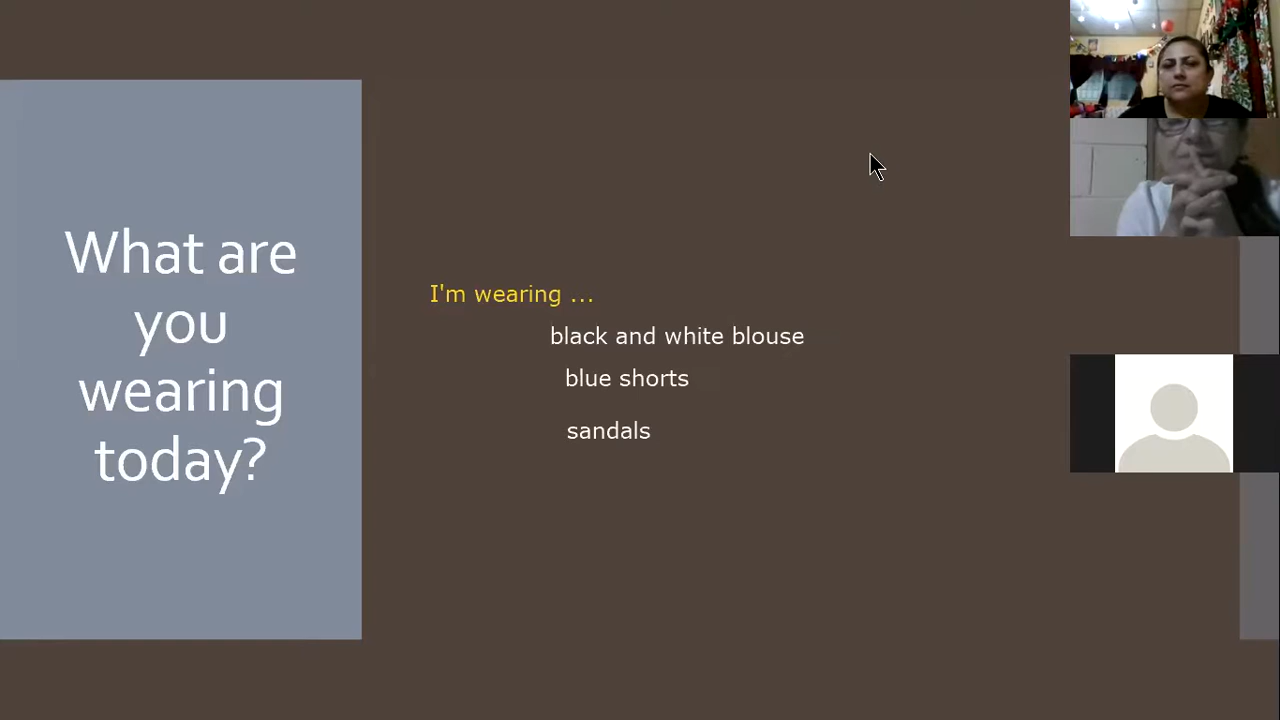 What are
you
wearing
today?
I'm wearing ...
black and white blouse
blue shorts
sandals